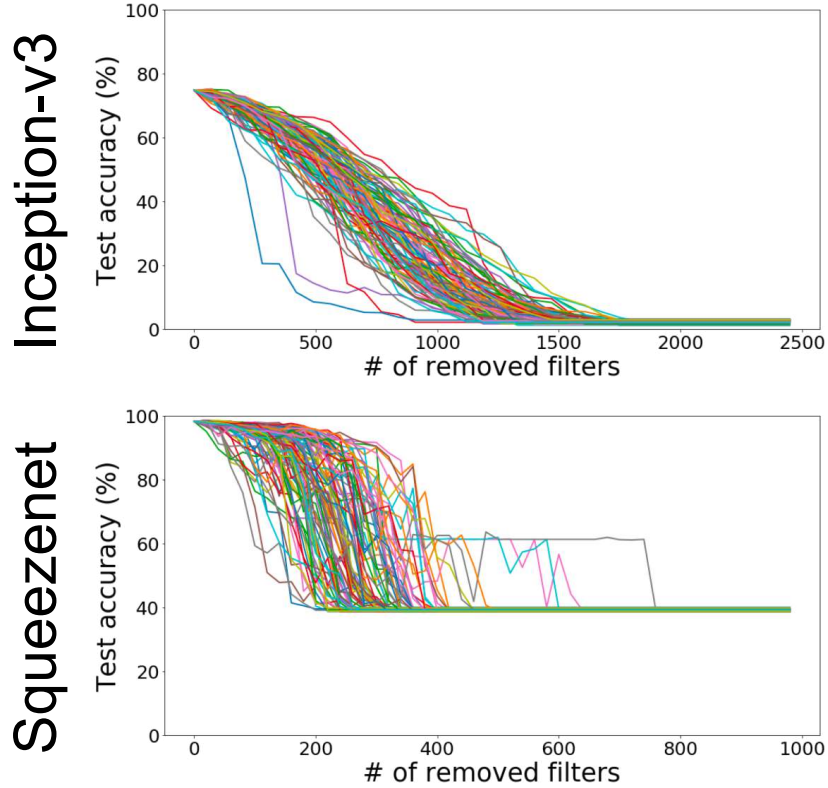 Inception-v3
Test accuracy (%)
100
80
60
40
20
0
0 500 1000 1500 2000 2500
# of removed filters
Squeezenet
Test accuracy (%)
100
80
60
40
20
0
0 200 400 600 800 1000
# of removed filters